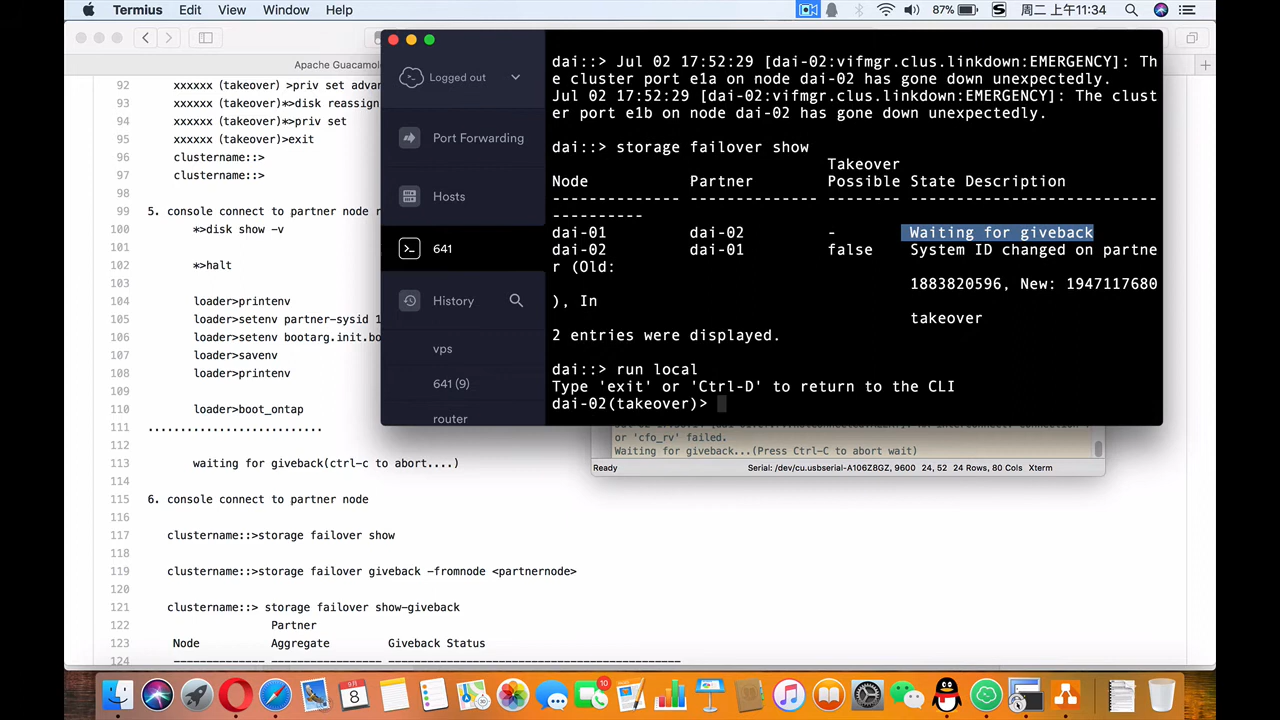 Termius Edit View Window Help 87% 周二 上午11:34
Apache Guacamole
92 xxxxxx（takeover）>priv set advan
93 xxxxxx（takeover）*>disk reassign
94 xxxxxx（takeover）*>priv set
95 xxxxxx（takeover）>exit
96 clustername::>
97 clustername::>
98
99 5. console connect to partner node r
100 *>disk show -v
101
102 *>halt
103
104 loader>printenv
105 loader>setenv partner-sysid 1
106 loader>setenv bootarg.init.bo
107 loader>savenv
108 loader>printenv
109
110 loader>boot_ontap
111 ..........................
112
113 waiting for giveback(ctrl-c to abort....)
114
115 6. console connect to partner node
116
117 clustername::>storage failover show
118
119 clustername::>storage failover giveback -fromnode <partnernode>
120
121 clustername::> storage failover show-giveback
122 Partner
123 Node Aggregate Giveback Status
124 -------------- ----------------- ---------------------------------------------
Logged out
Port Forwarding
Hosts
641
History
vps
641 (9)
router
dai::> Jul 02 17:52:29 [dai-02:vifmgr.clus.linkdown:EMERGENCY]: Th
e cluster port e1a on node dai-02 has gone down unexpectedly.
Jul 02 17:52:29 [dai-02:vifmgr.clus.linkdown:EMERGENCY]: The clust
er port e1b on node dai-02 has gone down unexpectedly.
dai::> storage failover show
Takeover
Node Partner Possible State Description
-------------- -------------- -------- ---------------------------
----------
dai-01 dai-02 - Waiting for giveback
dai-02 dai-01 false System ID changed on partne
r (Old:
1883820596, New: 1947117680
), In
takeover
2 entries were displayed.
dai::> run local
Type 'exit' or 'Ctrl-D' to return to the CLI
dai-02(takeover)>
or 'cfo_rv' failed.
Waiting for giveback...(Press Ctrl-C to abort wait)
Ready Serial: /dev/cu.usbserial-A106Z8GZ, 9600 24, 52 24 Rows, 80 Cols Xterm
9月
8
10